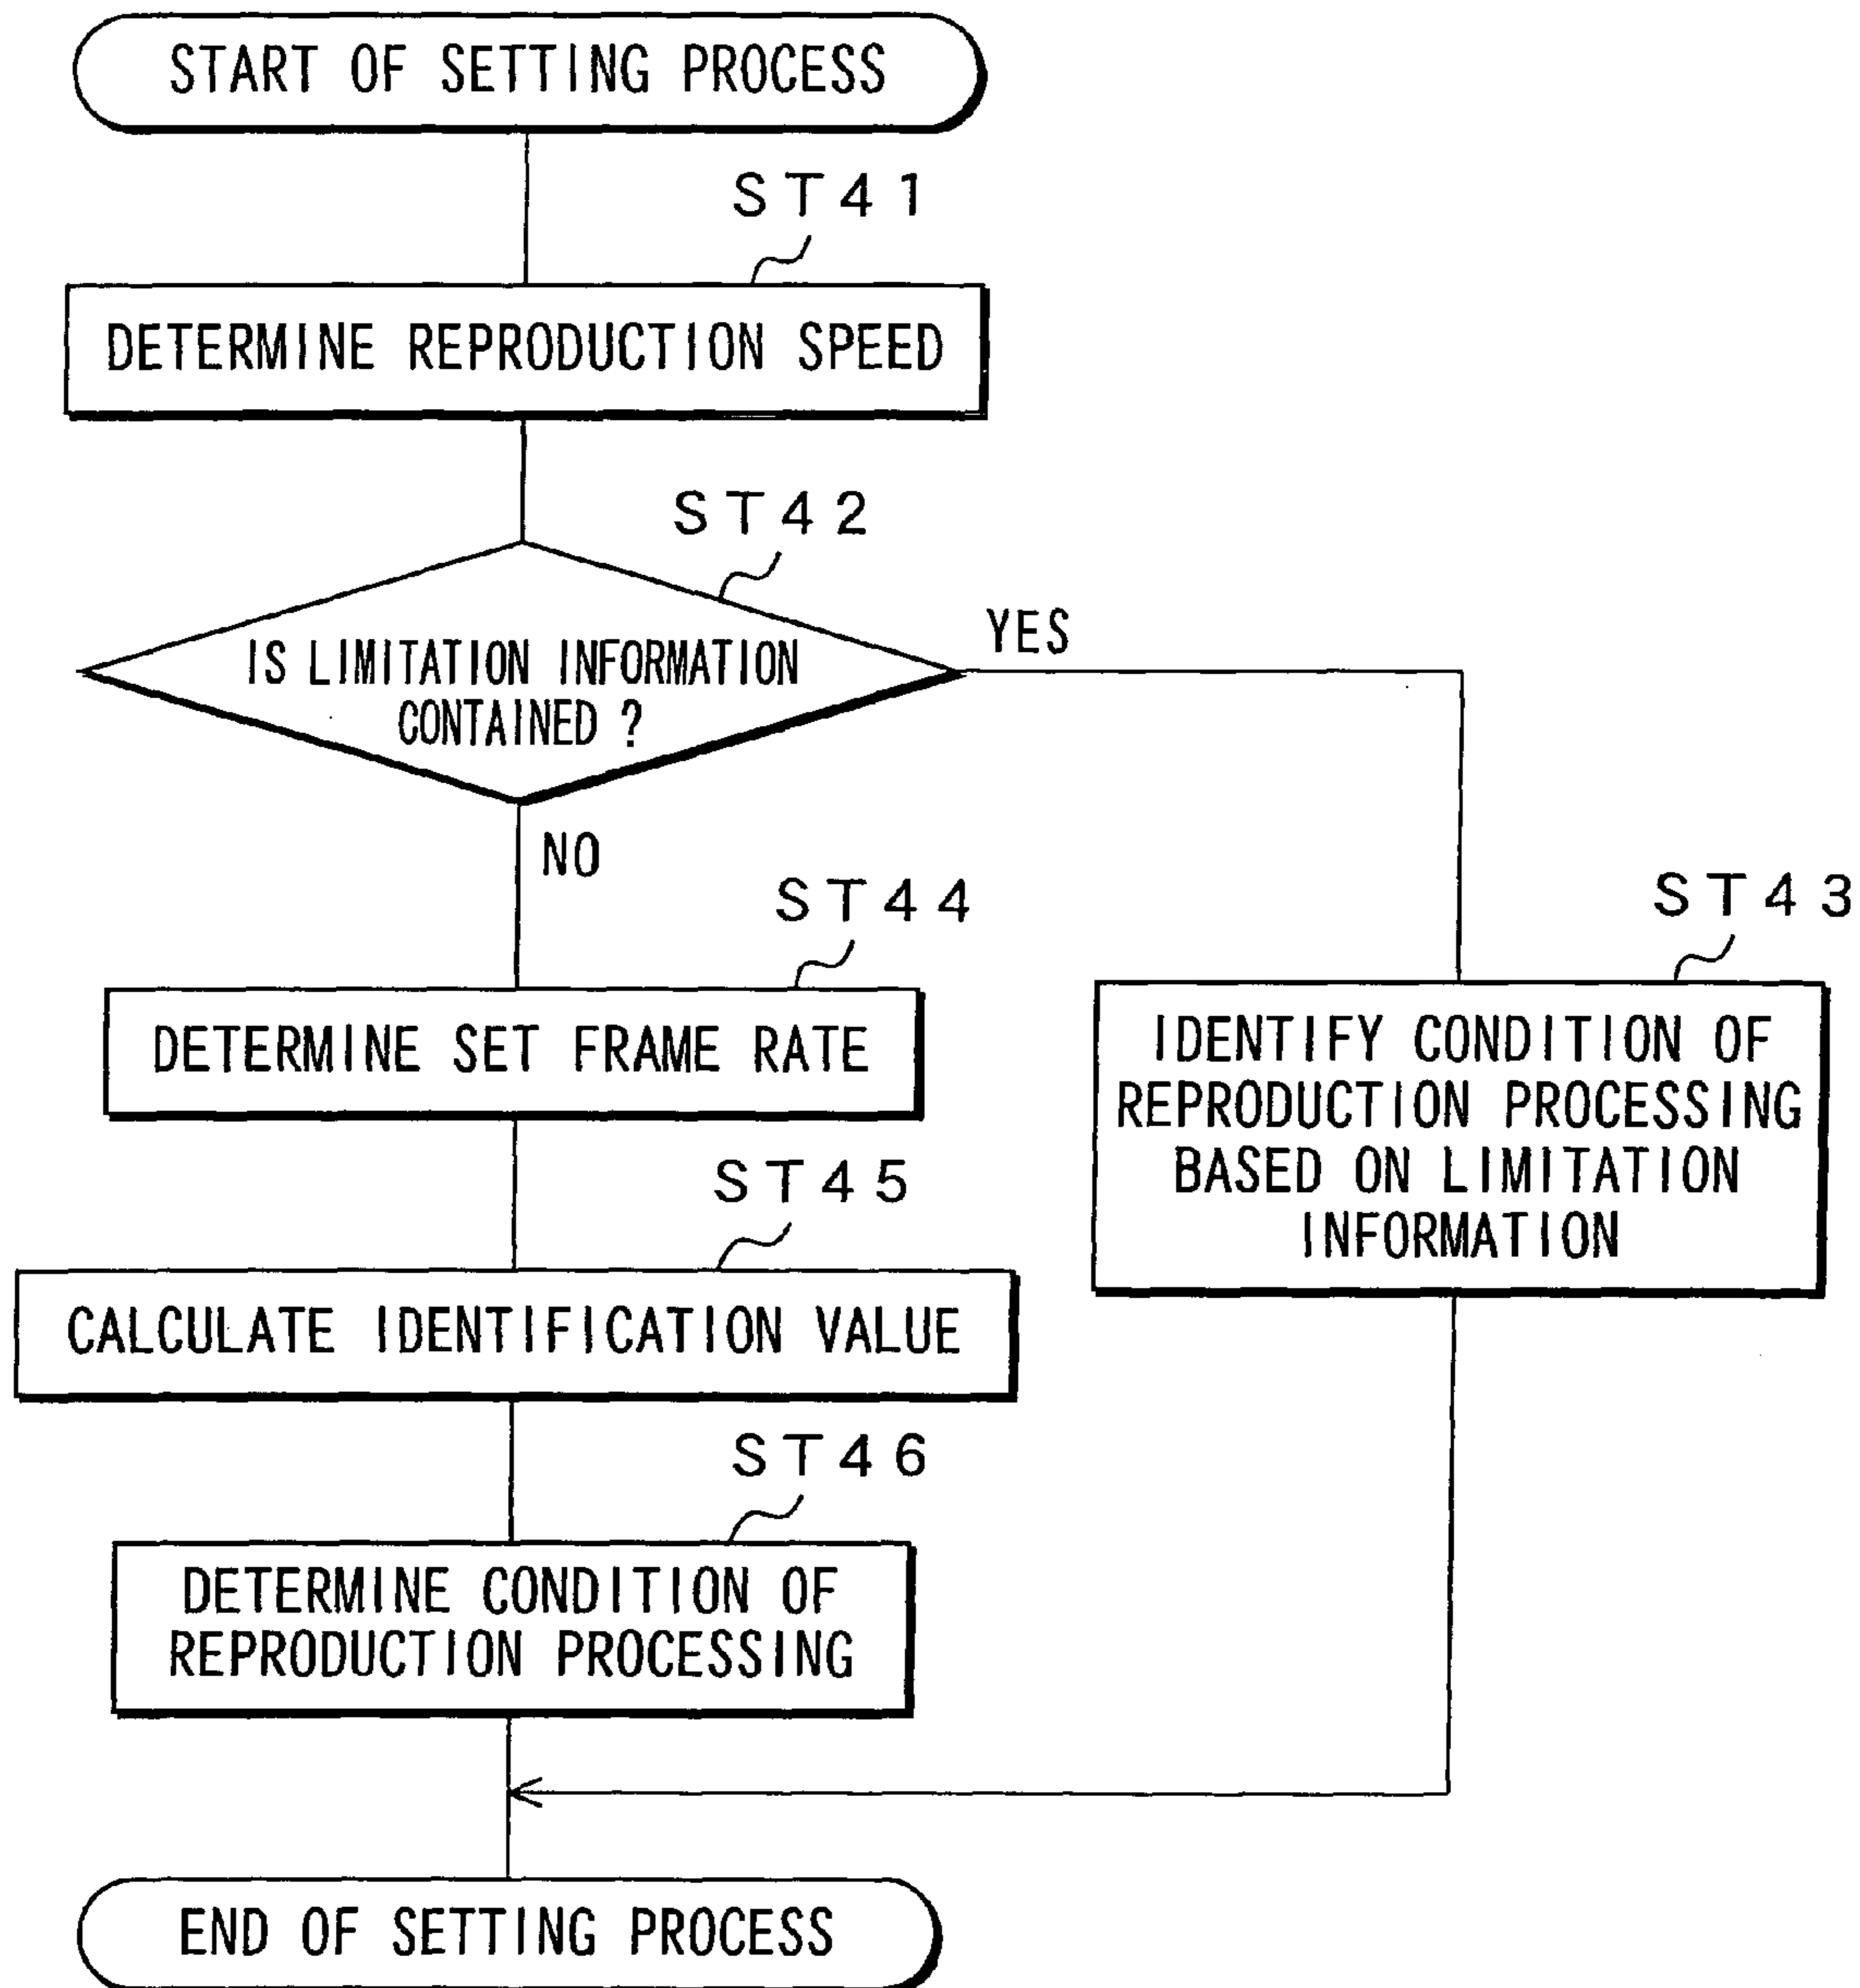 START OF SETTING PROCESS
ST41
DETERMINE REPRODUCTION SPEED
ST42
IS LIMITATION INFORMATION
CONTAINED ?
YES
NO
ST44
DETERMINE SET FRAME RATE
ST43
IDENTIFY CONDITION OF
REPRODUCTION PROCESSING
BASED ON LIMITATION
INFORMATION
ST45
CALCULATE IDENTIFICATION VALUE
ST46
DETERMINE CONDITION OF
REPRODUCTION PROCESSING
END OF SETTING PROCESS